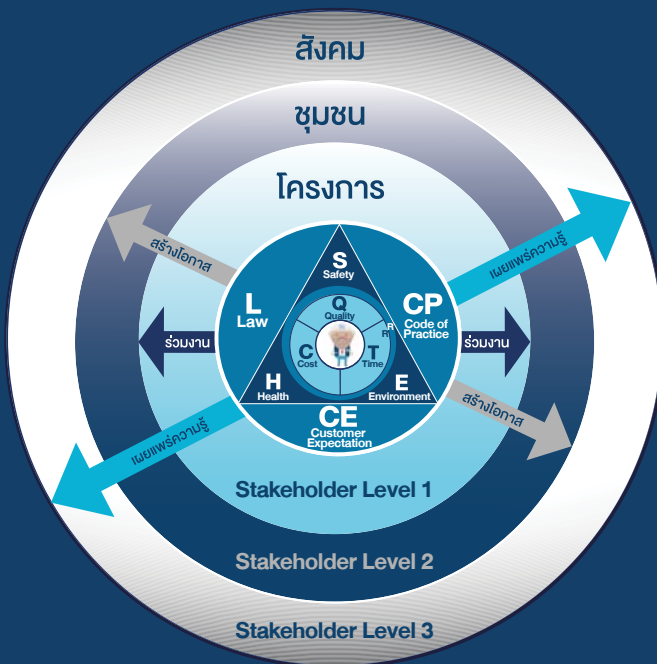 สังคม
ชุมชน
โครงการ
สร้างโอกาส
เผยแพร่ความรู้
S
Safety
Q
Quality
L
Law
CP
Code of
Practice
R
ร่วมงาน
ร่วมงาน
C
Cost
T
Time
H
Health
E
Environment
CE
Customer
Expectation
เผยแพร่ความรู้
สร้างโอกาส
Stakeholder Level 1
Stakeholder Level 2
Stakeholder Level 3